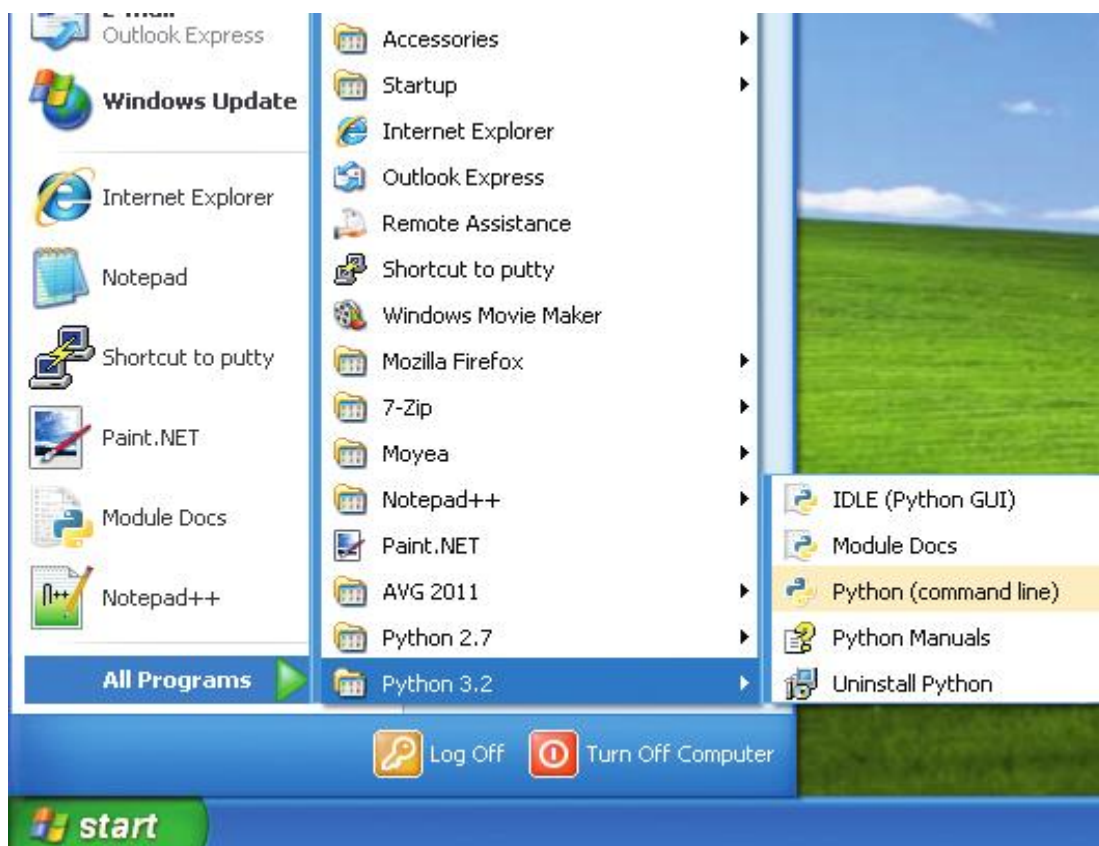 E-mail
Outlook Express
Windows Update
Internet Explorer
Notepad
Shortcut to putty
Paint.NET
Module Docs
Notepad++
All Programs
Accessories
Startup
Internet Explorer
Outlook Express
Remote Assistance
Shortcut to putty
Windows Movie Maker
Mozilla Firefox
7-Zip
Moyea
Notepad++
Paint.NET
AVG 2011
Python 2.7
Python 3.2
IDLE (Python GUI)
Module Docs
Python (command line)
Python Manuals
Uninstall Python
Log Off
Turn Off Computer
start